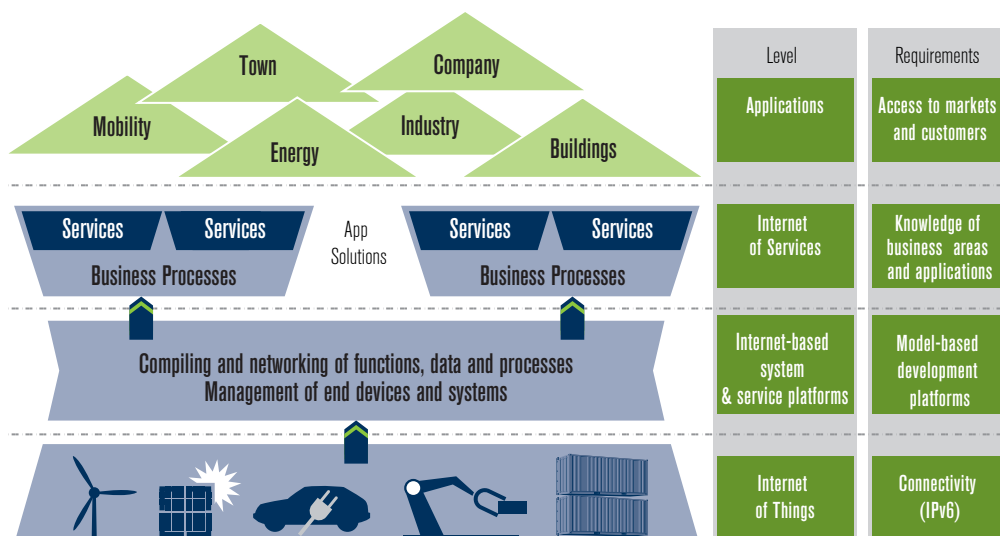 Town
Company
Mobility
Industry
Energy
Buildings
Services
Services
App
Solutions
Services
Services
Business Processes
Business Processes
Compiling and networking of functions, data and processes
Management of end devices and systems
Level
Requirements
Applications
Access to markets
and customers
Internet
of Services
Knowledge of
business areas
and applications
Internet-based
system
& service platforms
Model-based
development
platforms
Internet
of Things
Connectivity
(IPv6)